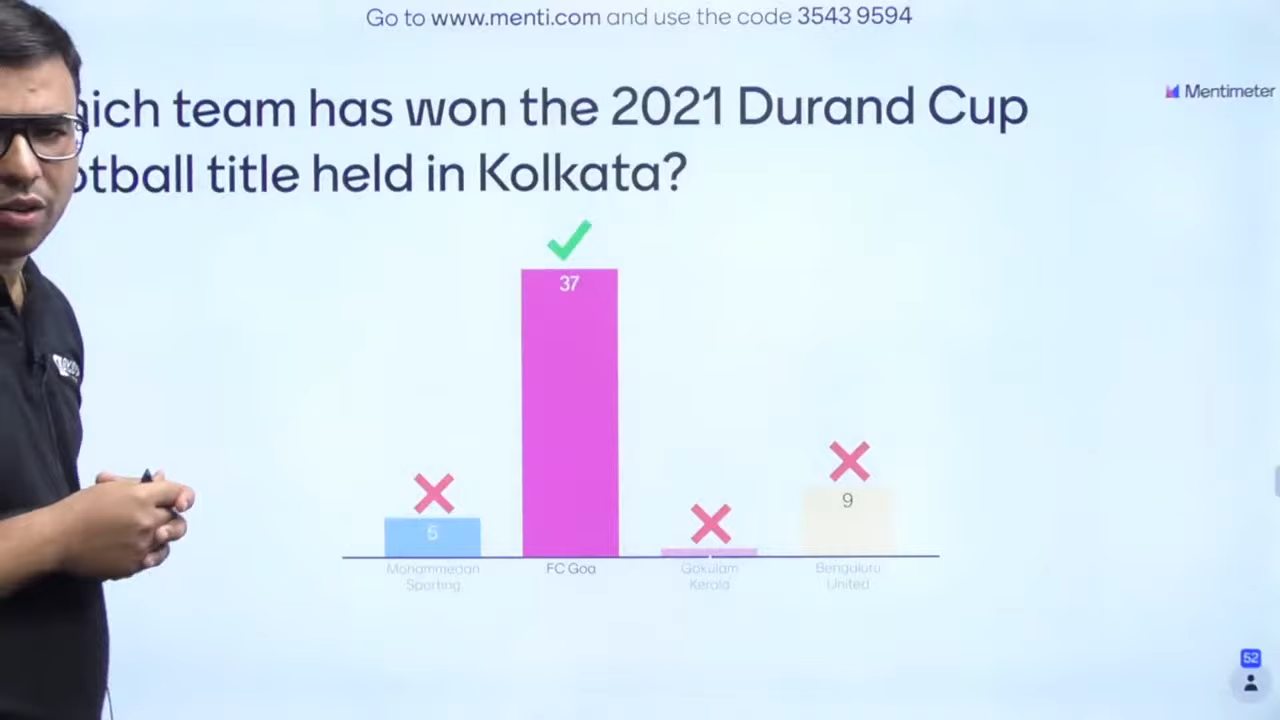 Go to www.menti.com and use the code 3543 9594
Mentimeter
ich team has won the 2021 Durand Cup
otball title held in Kolkata?
37
9
5
Mohammedan
Sporting
FC Goa
Gokulam
Kerala
Bengaluru
United
52